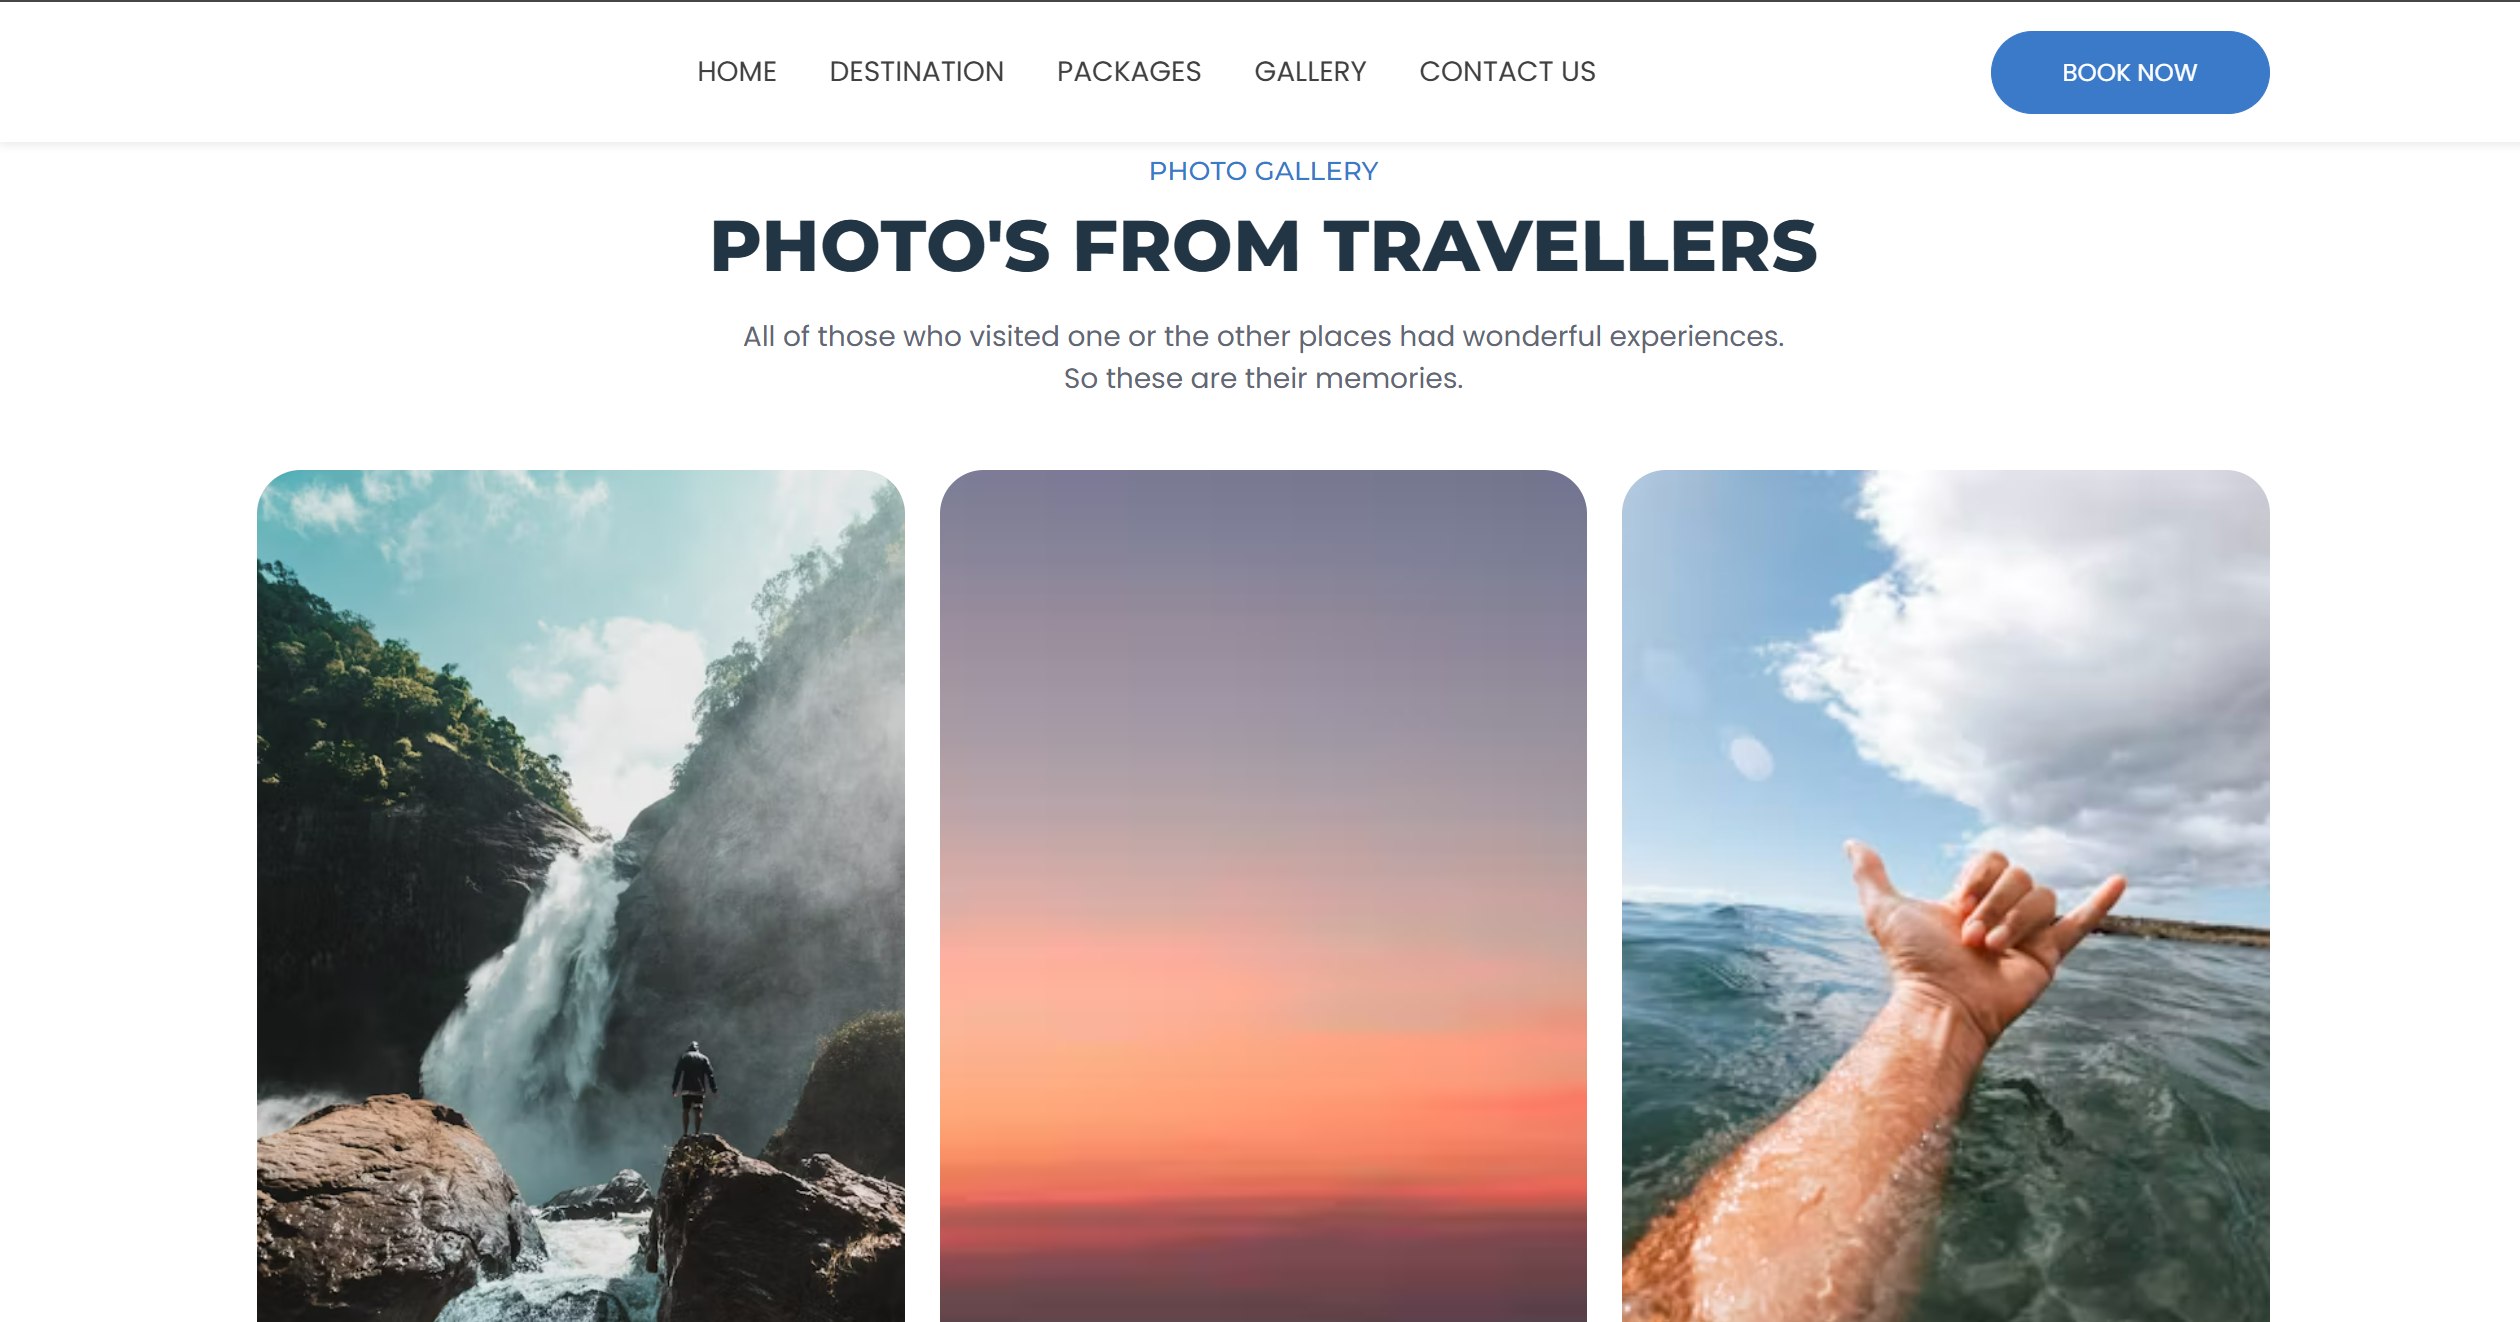 HOME DESTINATION PACKAGES GALLERY CONTACT US BOOK NOW
PHOTO GALLERY
PHOTO'S FROM TRAVELLERS
All of those who visited one or the other places had wonderful experiences.
So these are their memories.